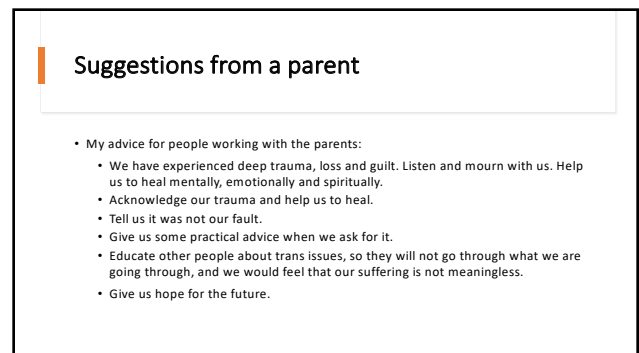 Suggestions from a parent
• My advice for people working with the parents:
• We have experienced deep trauma, loss and guilt. Listen and mourn with us. Help
us to heal mentally, emotionally and spiritually.
• Acknowledge our trauma and help us to heal.
• Tell us it was not our fault.
• Give us some practical advice when we ask for it.
• Educate other people about trans issues, so they will not go through what we are
going through, and we would feel that our suffering is not meaningless.
• Give us hope for the future.